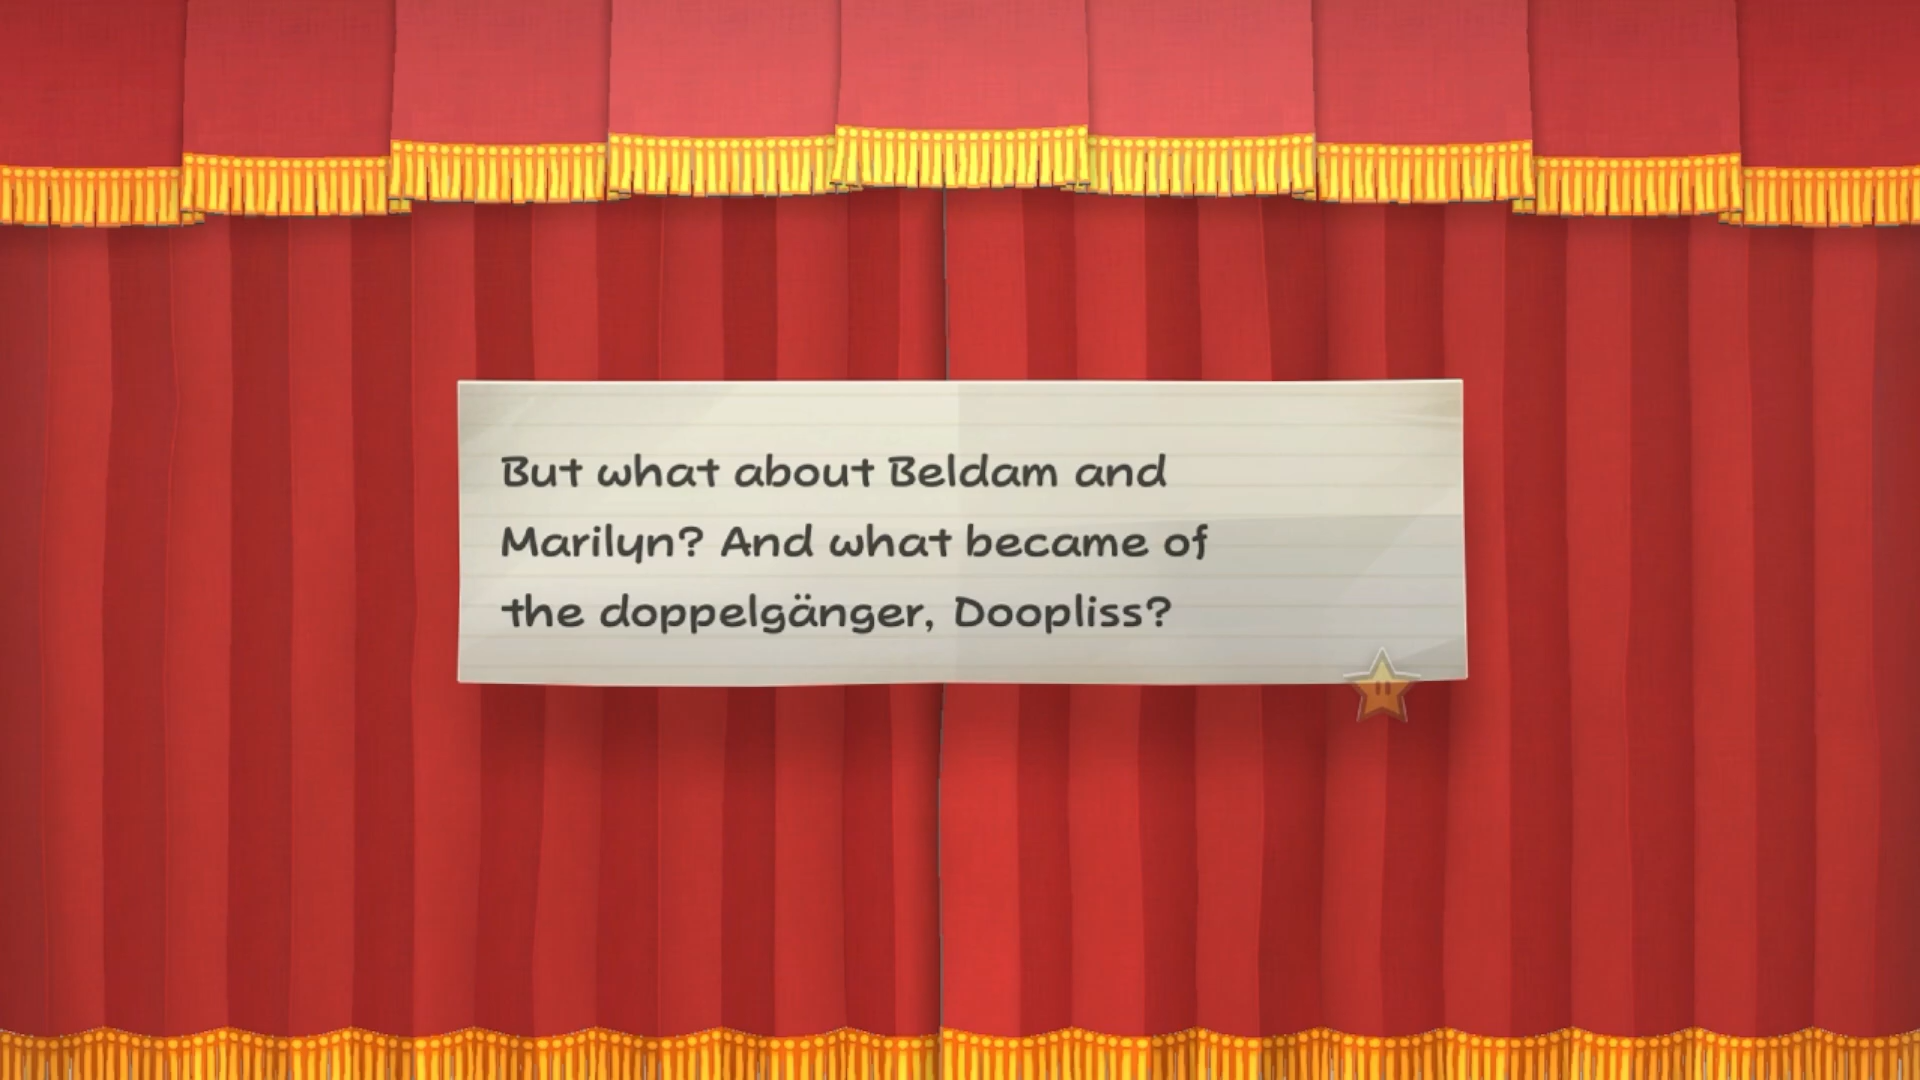 But what about Beldam and
Marilyn? And what became of
the doppelgänger, Doopliss?